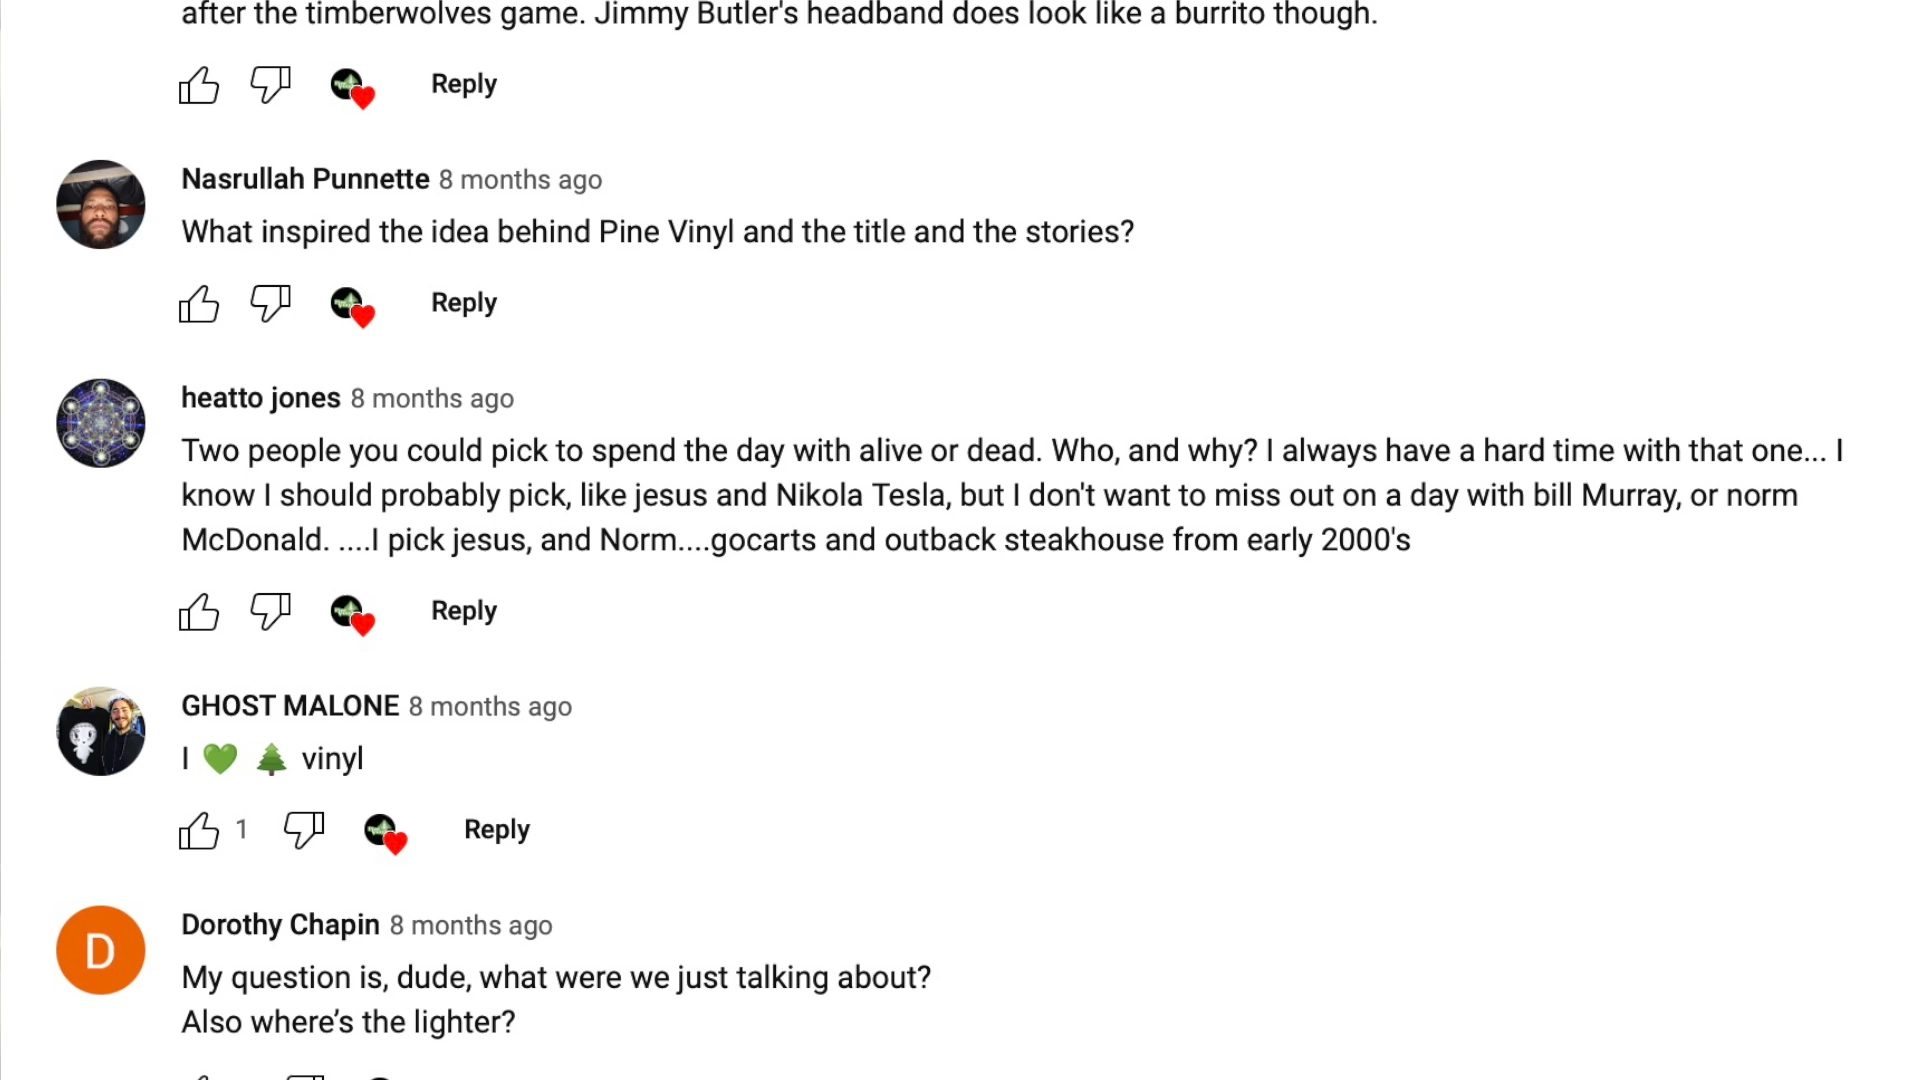 after the timberwolves game. Jimmy Butler's headband does look like a burrito though.
Reply
Nasrullah Punnette 8 months ago
What inspired the idea behind Pine Vinyl and the title and the stories?
Reply
heatto jones 8 months ago
Two people you could pick to spend the day with alive or dead. Who, and why? I always have a hard time with that one... I
know I should probably pick, like jesus and Nikola Tesla, but I don't want to miss out on a day with bill Murray, or norm
McDonald. ....I pick jesus, and Norm....gocarts and outback steakhouse from early 2000's
Reply
GHOST MALONE 8 months ago
I 💚 🌲 vinyl
1 Reply
D
Dorothy Chapin 8 months ago
My question is, dude, what were we just talking about?
Also where’s the lighter?